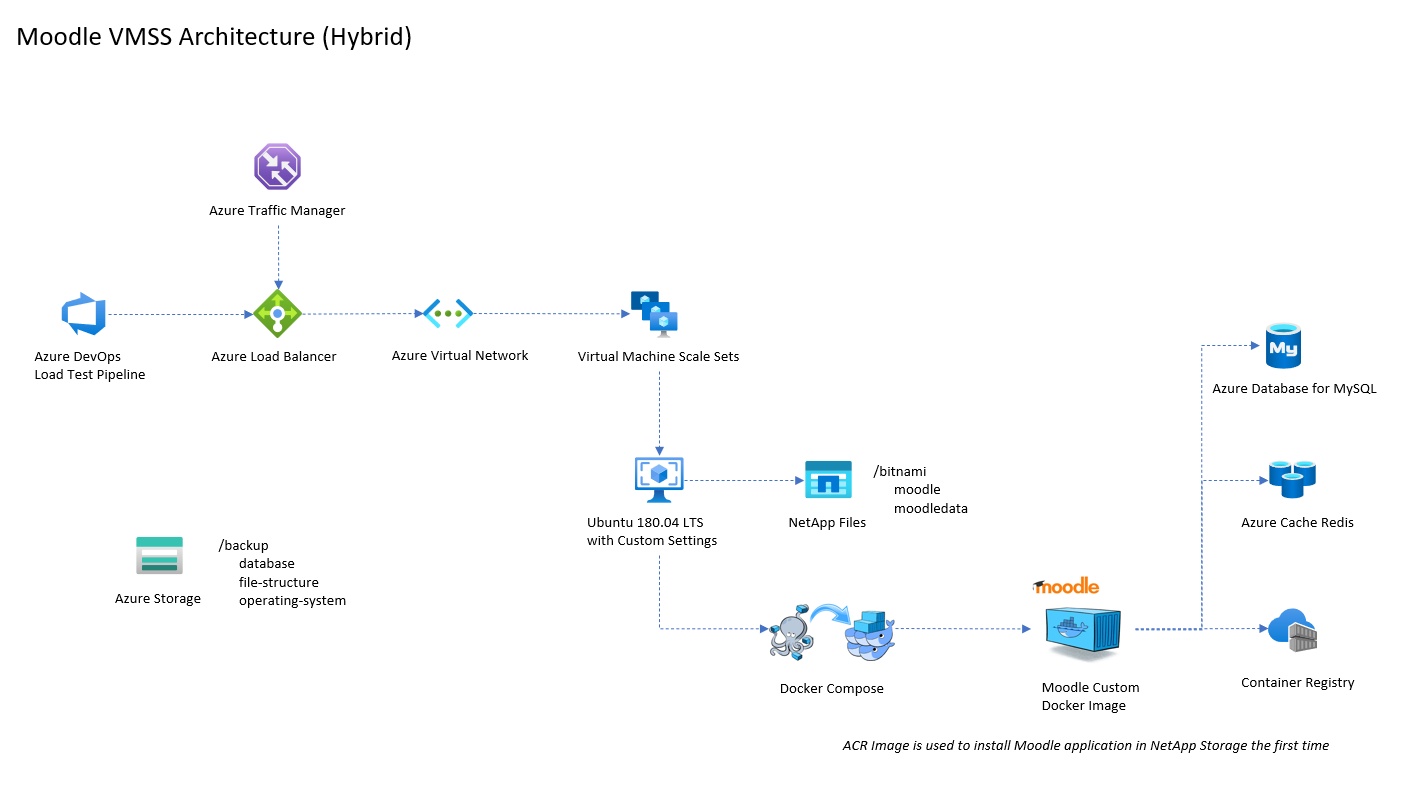 Moodle VMSS Architecture (Hybrid)
Azure Traffic Manager
Azure DevOps
Load Test Pipeline
Azure Load Balancer
Azure Virtual Network
Virtual Machine Scale Sets
My
Azure Database for MySQL
Ubuntu 180.04 LTS
with Custom Settings
NetApp Files
/bitnami
moodle
moodledata
Azure Cache Redis
Azure Storage
/backup
database
file-structure
operating-system
Docker Compose
moodle
Moodle Custom
Docker Image
Container Registry
ACR Image is used to install Moodle application in NetApp Storage the first time